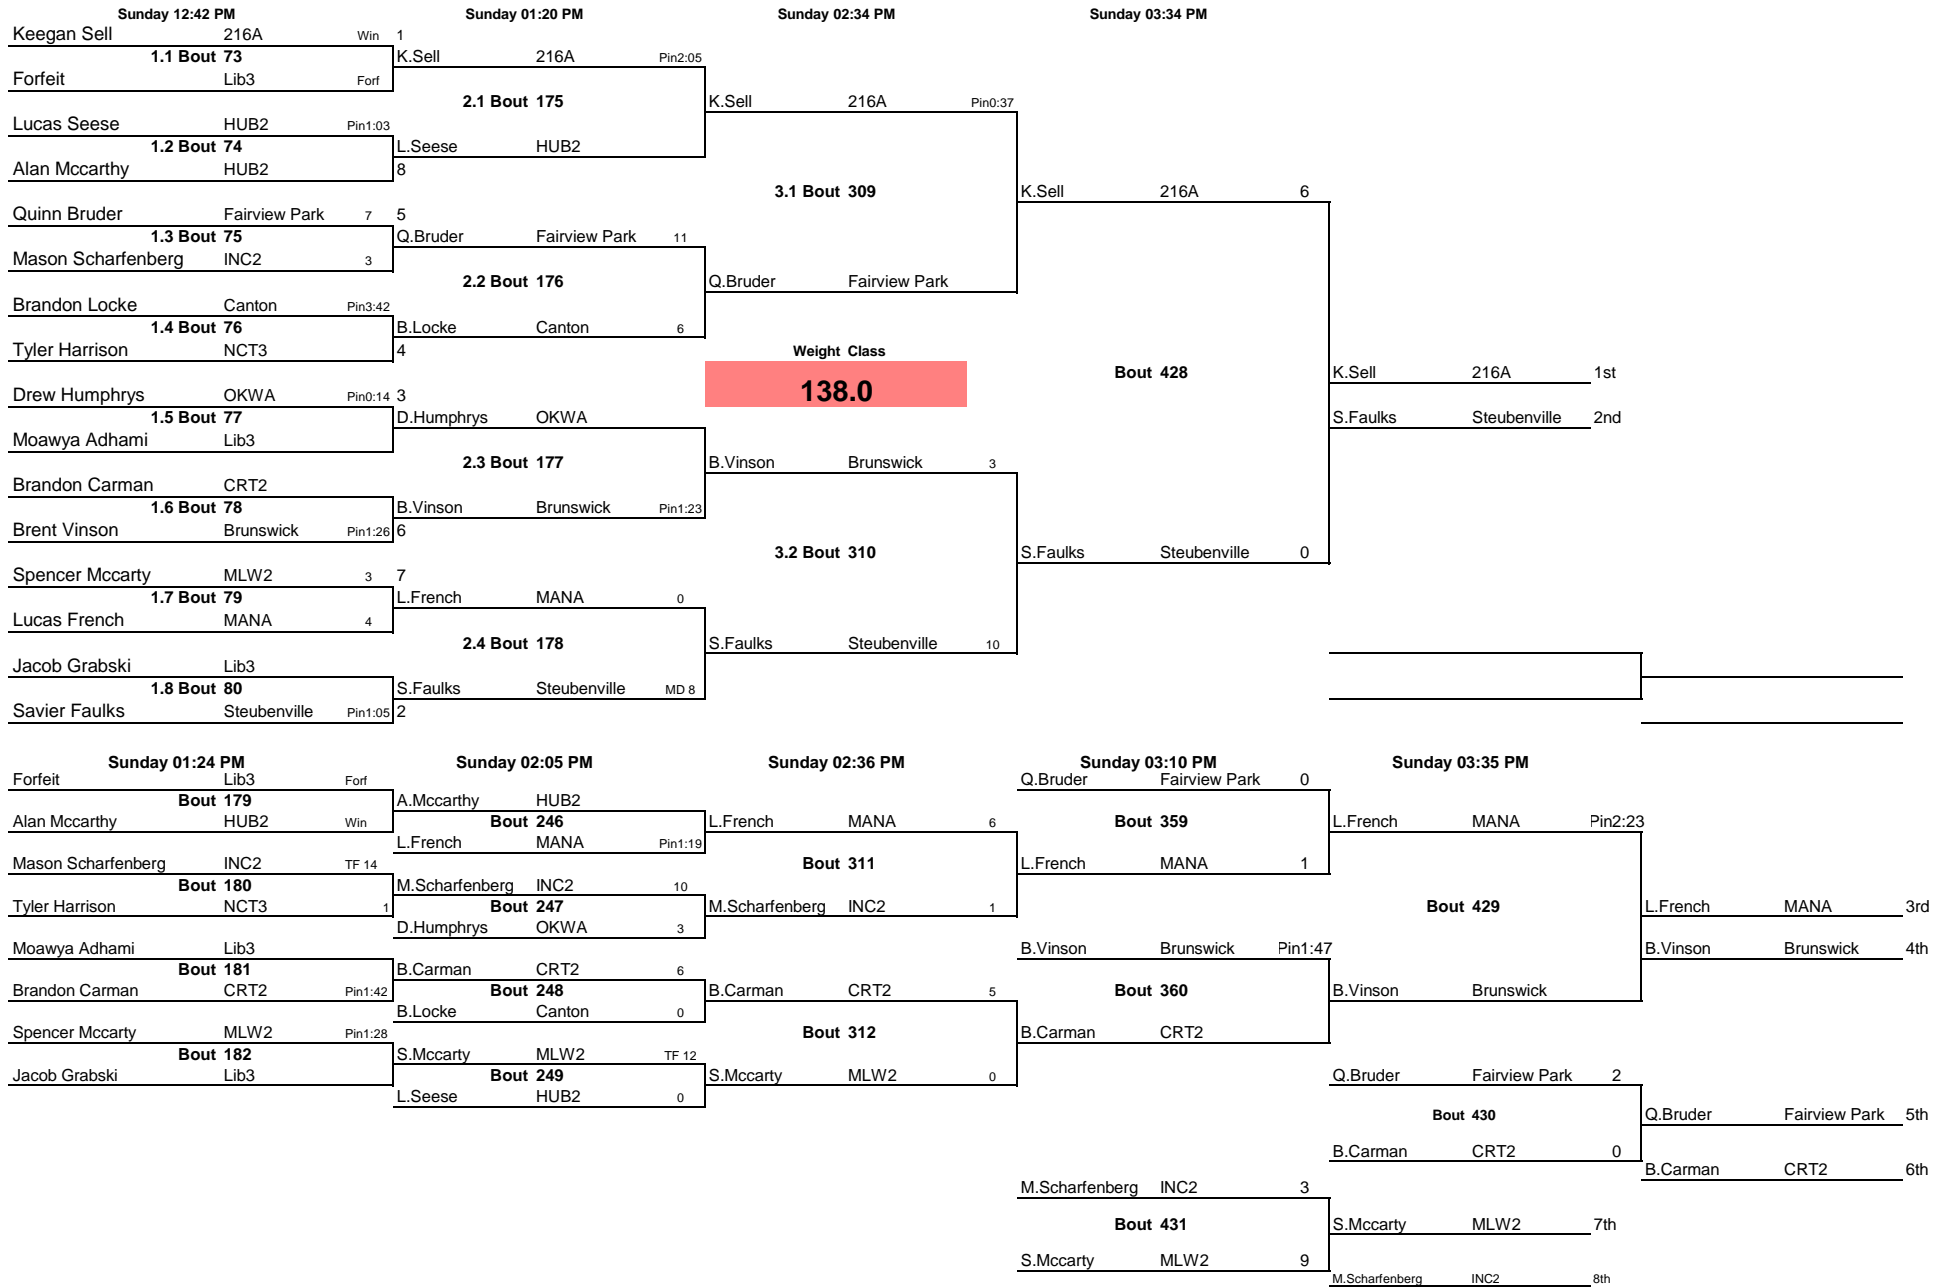 Sunday 12:42 PM Sunday 01:20 PM Sunday 02:34 PM Sunday 03:34 PM
Keegan Sell 216A Win 1
1.1 Bout 73 K.Sell 216A Pin2:05
Forfeit Lib3 Forf
2.1 Bout 175 K.Sell 216A Pin0:37
Lucas Seese HUB2 Pin1:03
1.2 Bout 74 L.Seese HUB2
Alan Mccarthy HUB2 8
3.1 Bout 309 K.Sell 216A 6
Quinn Bruder Fairview Park 7 5
1.3 Bout 75 Q.Bruder Fairview Park 11
Mason Scharfenberg INC2 3
2.2 Bout 176 Q.Bruder Fairview Park
Brandon Locke Canton Pin3:42
1.4 Bout 76 B.Locke Canton 6
Tyler Harrison NCT3 4 Weight Class
Bout 428 K.Sell 216A 1st
Drew Humphrys OKWA Pin0:14 3 138.0
1.5 Bout 77 D.Humphrys OKWA S.Faulks Steubenville 2nd
Moawya Adhami Lib3
2.3 Bout 177 B.Vinson Brunswick 3
Brandon Carman CRT2
1.6 Bout 78 B.Vinson Brunswick Pin1:23
Brent Vinson Brunswick Pin1:26 6
3.2 Bout 310 S.Faulks Steubenville 0
Spencer Mccarty MLW2 3 7
1.7 Bout 79 L.French MANA 0
Lucas French MANA 4
2.4 Bout 178 S.Faulks Steubenville 10
Jacob Grabski Lib3
1.8 Bout 80 S.Faulks Steubenville MD 8
Savier Faulks Steubenville Pin1:05 2
Sunday 01:24 PM Sunday 02:05 PM Sunday 02:36 PM Sunday 03:10 PM Sunday 03:35 PM
Forfeit Lib3 Forf Q.Bruder Fairview Park 0
Bout 179 A.Mccarthy HUB2
Alan Mccarthy HUB2 Win Bout 246 L.French MANA 6 Bout 359 L.French MANA Pin2:23
L.French MANA Pin1:19
Mason Scharfenberg INC2 TF 14 Bout 311 L.French MANA 1
Bout 180 M.Scharfenberg INC2 10
Tyler Harrison NCT3 1 Bout 247 M.Scharfenberg INC2 1 Bout 429 L.French MANA 3rd
D.Humphrys OKWA 3
Moawya Adhami Lib3 B.Vinson Brunswick Pin1:47 B.Vinson Brunswick 4th
Bout 181 B.Carman CRT2 6
Brandon Carman CRT2 Pin1:42 Bout 248 B.Carman CRT2 5 Bout 360 B.Vinson Brunswick
B.Locke Canton 0
Spencer Mccarty MLW2 Pin1:28 Bout 312 B.Carman CRT2
Bout 182 S.Mccarty MLW2 TF 12
Jacob Grabski Lib3 Bout 249 S.Mccarty MLW2 0 Q.Bruder Fairview Park 2
L.Seese HUB2 0
Bout 430 Q.Bruder Fairview Park 5th
B.Carman CRT2 0
B.Carman CRT2 6th
M.Scharfenberg INC2 3
Bout 431 S.Mccarty MLW2 7th
S.Mccarty MLW2 9
M.Scharfenberg INC2 8th